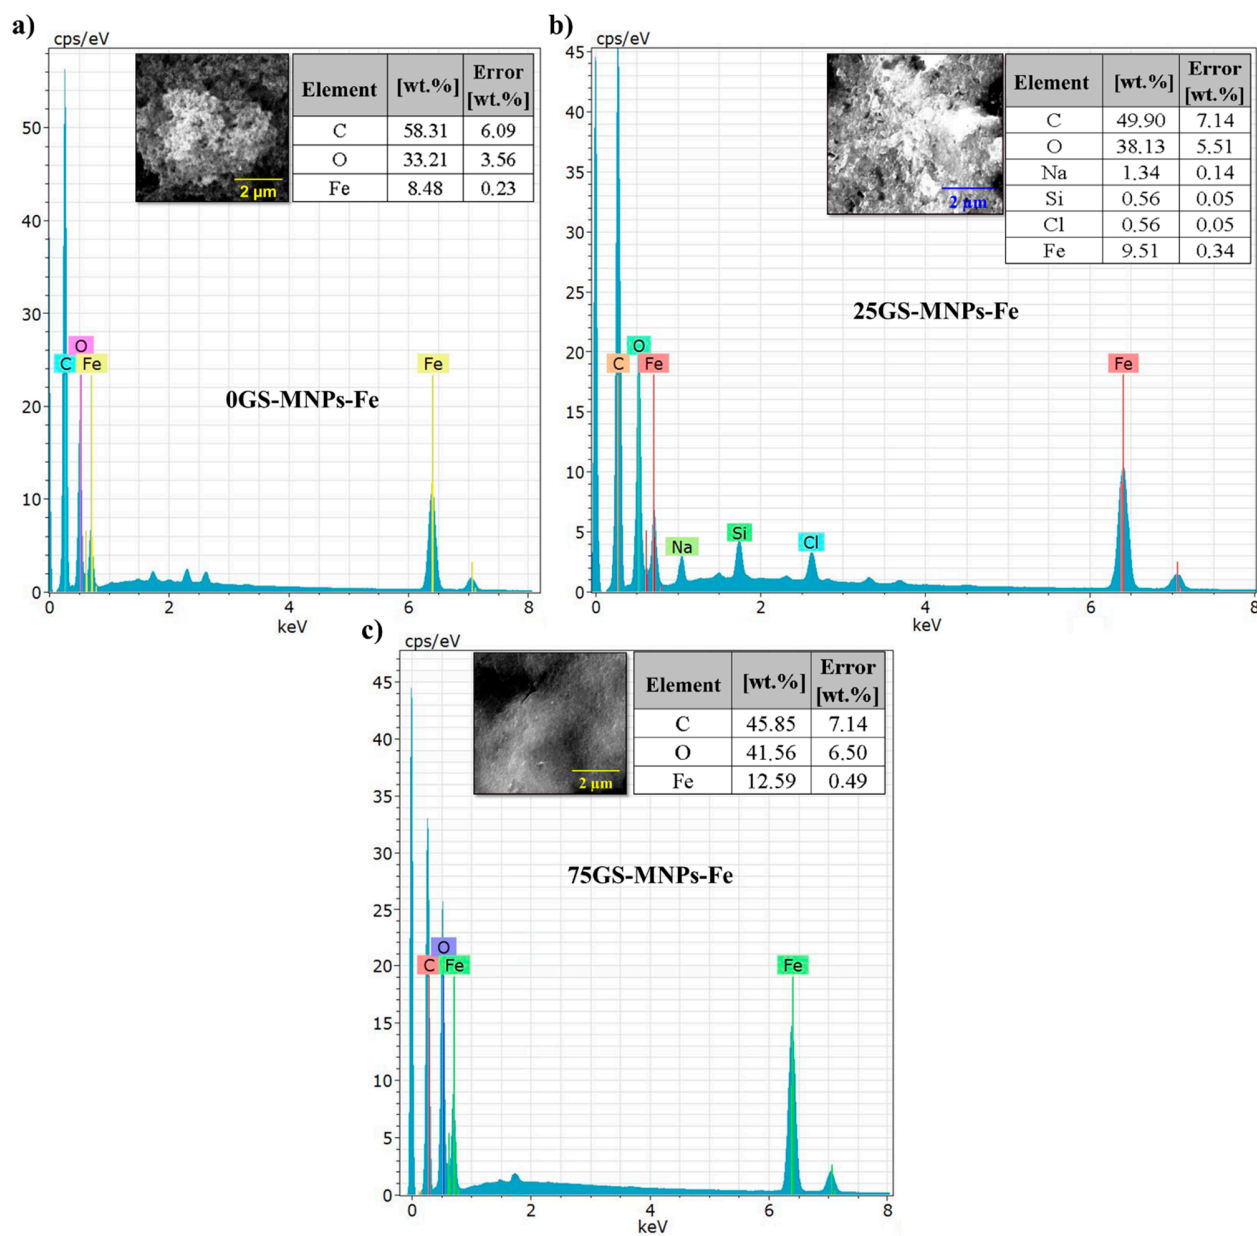 a)
cps/eV
50
40
30
20
10
0
0 2 4 6 8
keV
2 µm
Element [wt.%] Error [wt.%]
C 58.31 6.09
O 33.21 3.56
Fe 8.48 0.23
O
C Fe Fe
0GS-MNPs-Fe
b)
cps/eV
45
40
35
30
25
20
15
10
5
0
0 2 4 6 8
keV
2 µm
Element [wt.%] Error [wt.%]
C 49.90 7.14
O 38.13 5.51
Na 1.34 0.14
Si 0.56 0.05
Cl 0.56 0.05
Fe 9.51 0.34
25GS-MNPs-Fe
O
C Fe Fe
Na Si Cl
c)
cps/eV
45
40
35
30
25
20
15
10
5
0
0 2 4 6 8
keV
2 µm
Element [wt.%] Error [wt.%]
C 45.85 7.14
O 41.56 6.50
Fe 12.59 0.49
75GS-MNPs-Fe
O
C Fe Fe